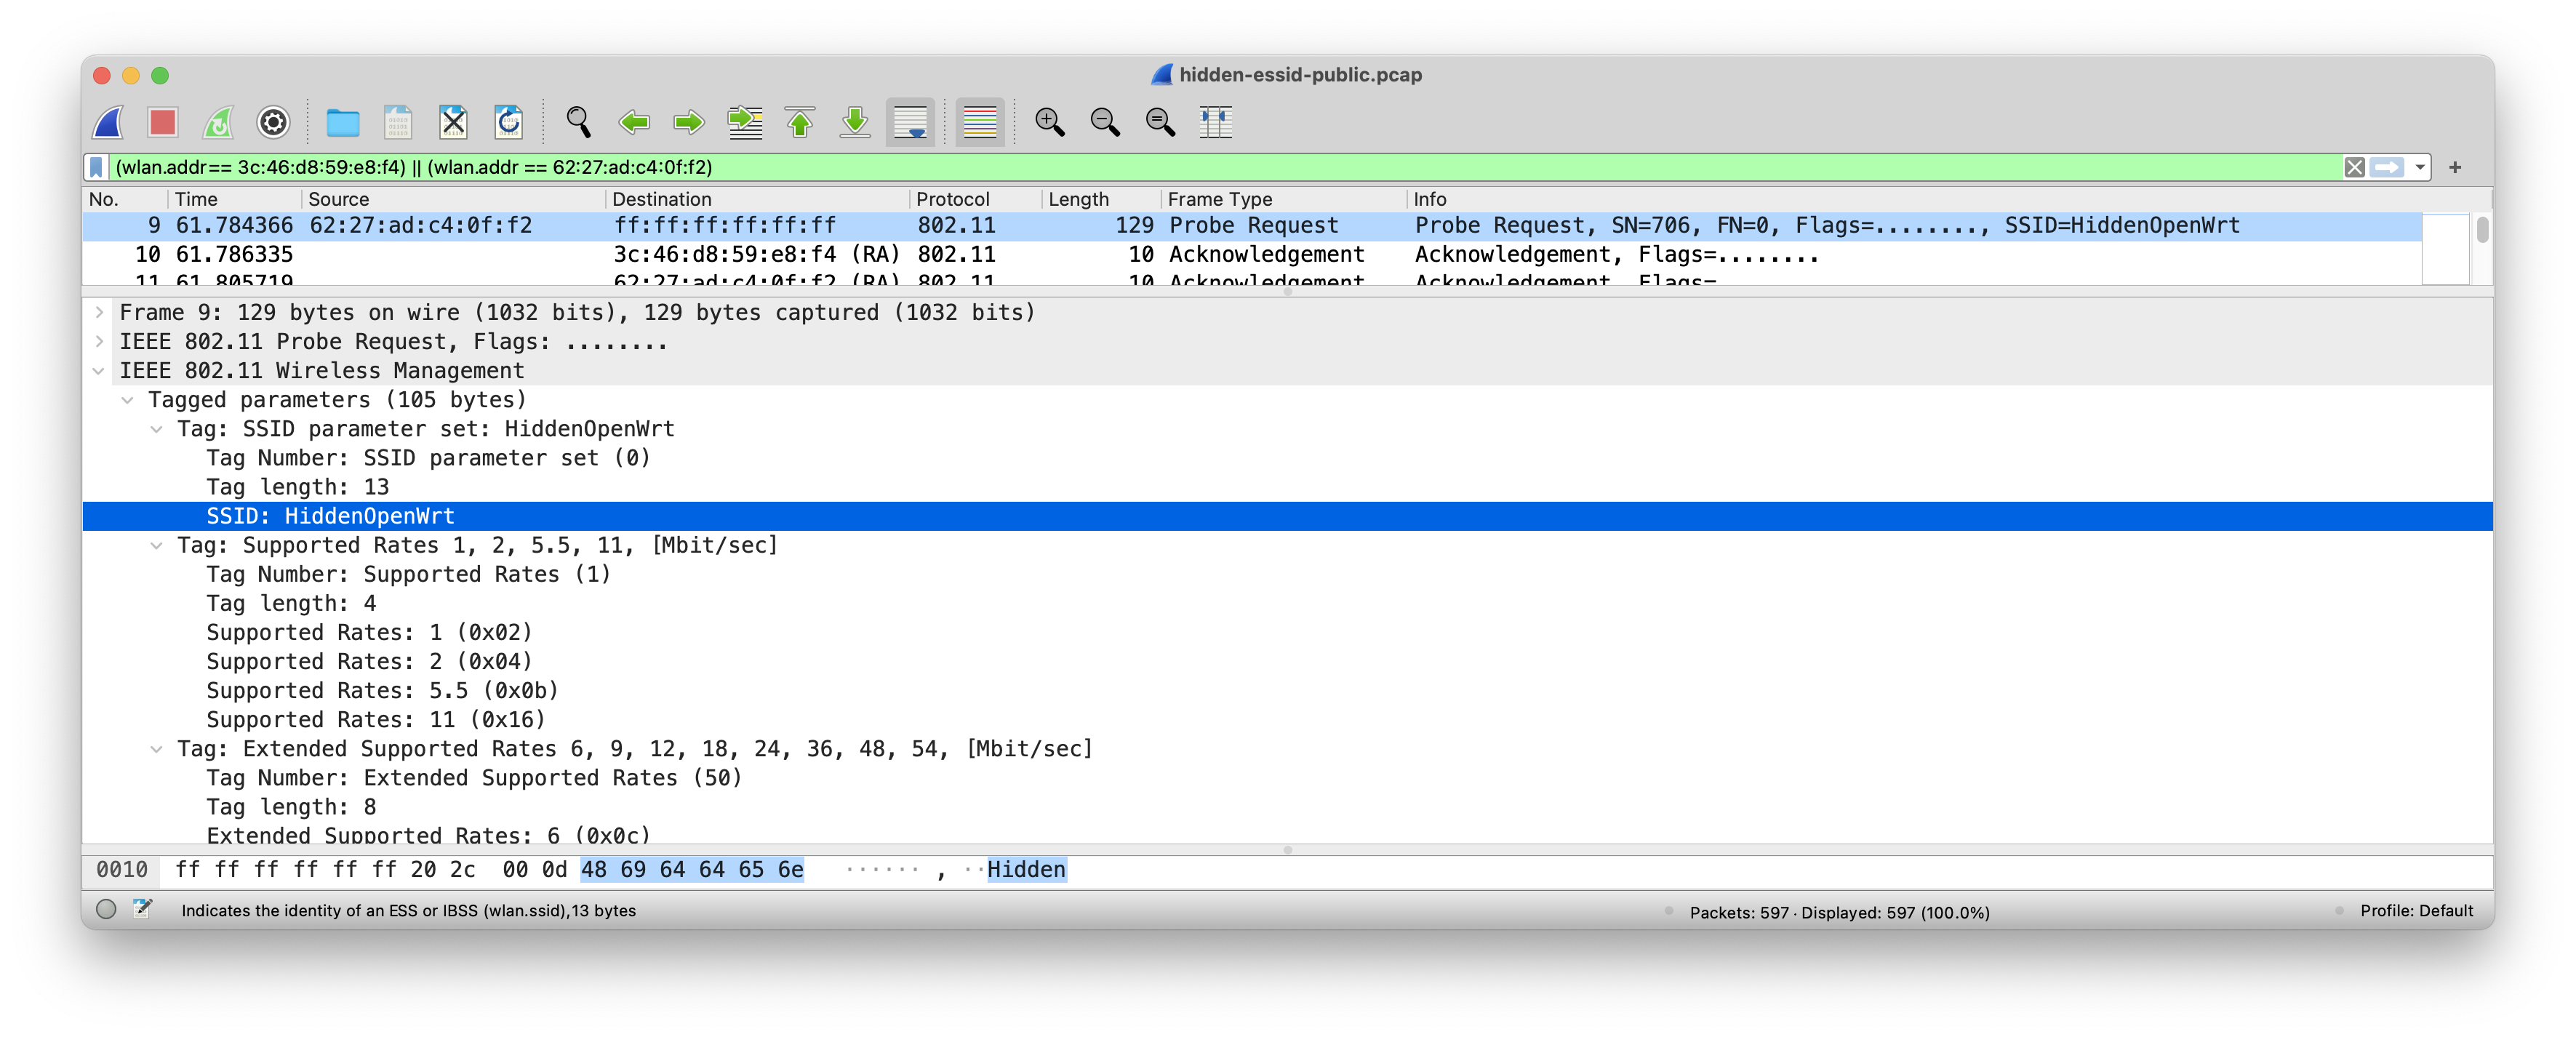 hidden-essid-public.pcap
(wlan.addr== 3c:46:d8:59:e8:f4) || (wlan.addr == 62:27:ad:c4:0f:f2)
No. Time Source Destination Protocol Length Frame Type Info
9 61.784366 62:27:ad:c4:0f:f2 ff:ff:ff:ff:ff:ff 802.11 129 Probe Request Probe Request, SN=706, FN=0, Flags=........, SSID=HiddenOpenWrt
10 61.786335 3c:46:d8:59:e8:f4 (RA) 802.11 10 Acknowledgement Acknowledgement, Flags=........
11 61.805719 62:27:ad:c4:0f:f2 (RA) 802.11 10 Acknowledgement Acknowledgement, Flags=
Frame 9: 129 bytes on wire (1032 bits), 129 bytes captured (1032 bits)
IEEE 802.11 Probe Request, Flags: ........
IEEE 802.11 Wireless Management
Tagged parameters (105 bytes)
Tag: SSID parameter set: HiddenOpenWrt
Tag Number: SSID parameter set (0)
Tag length: 13
SSID: HiddenOpenWrt
Tag: Supported Rates 1, 2, 5.5, 11, [Mbit/sec]
Tag Number: Supported Rates (1)
Tag length: 4
Supported Rates: 1 (0x02)
Supported Rates: 2 (0x04)
Supported Rates: 5.5 (0x0b)
Supported Rates: 11 (0x16)
Tag: Extended Supported Rates 6, 9, 12, 18, 24, 36, 48, 54, [Mbit/sec]
Tag Number: Extended Supported Rates (50)
Tag length: 8
Extended Supported Rates: 6 (0x0c)
0010 ff ff ff ff ff ff 20 2c 00 0d 48 69 64 64 65 6e ······ , ··Hidden
Indicates the identity of an ESS or IBSS (wlan.ssid),13 bytes Packets: 597 · Displayed: 597 (100.0%) Profile: Default